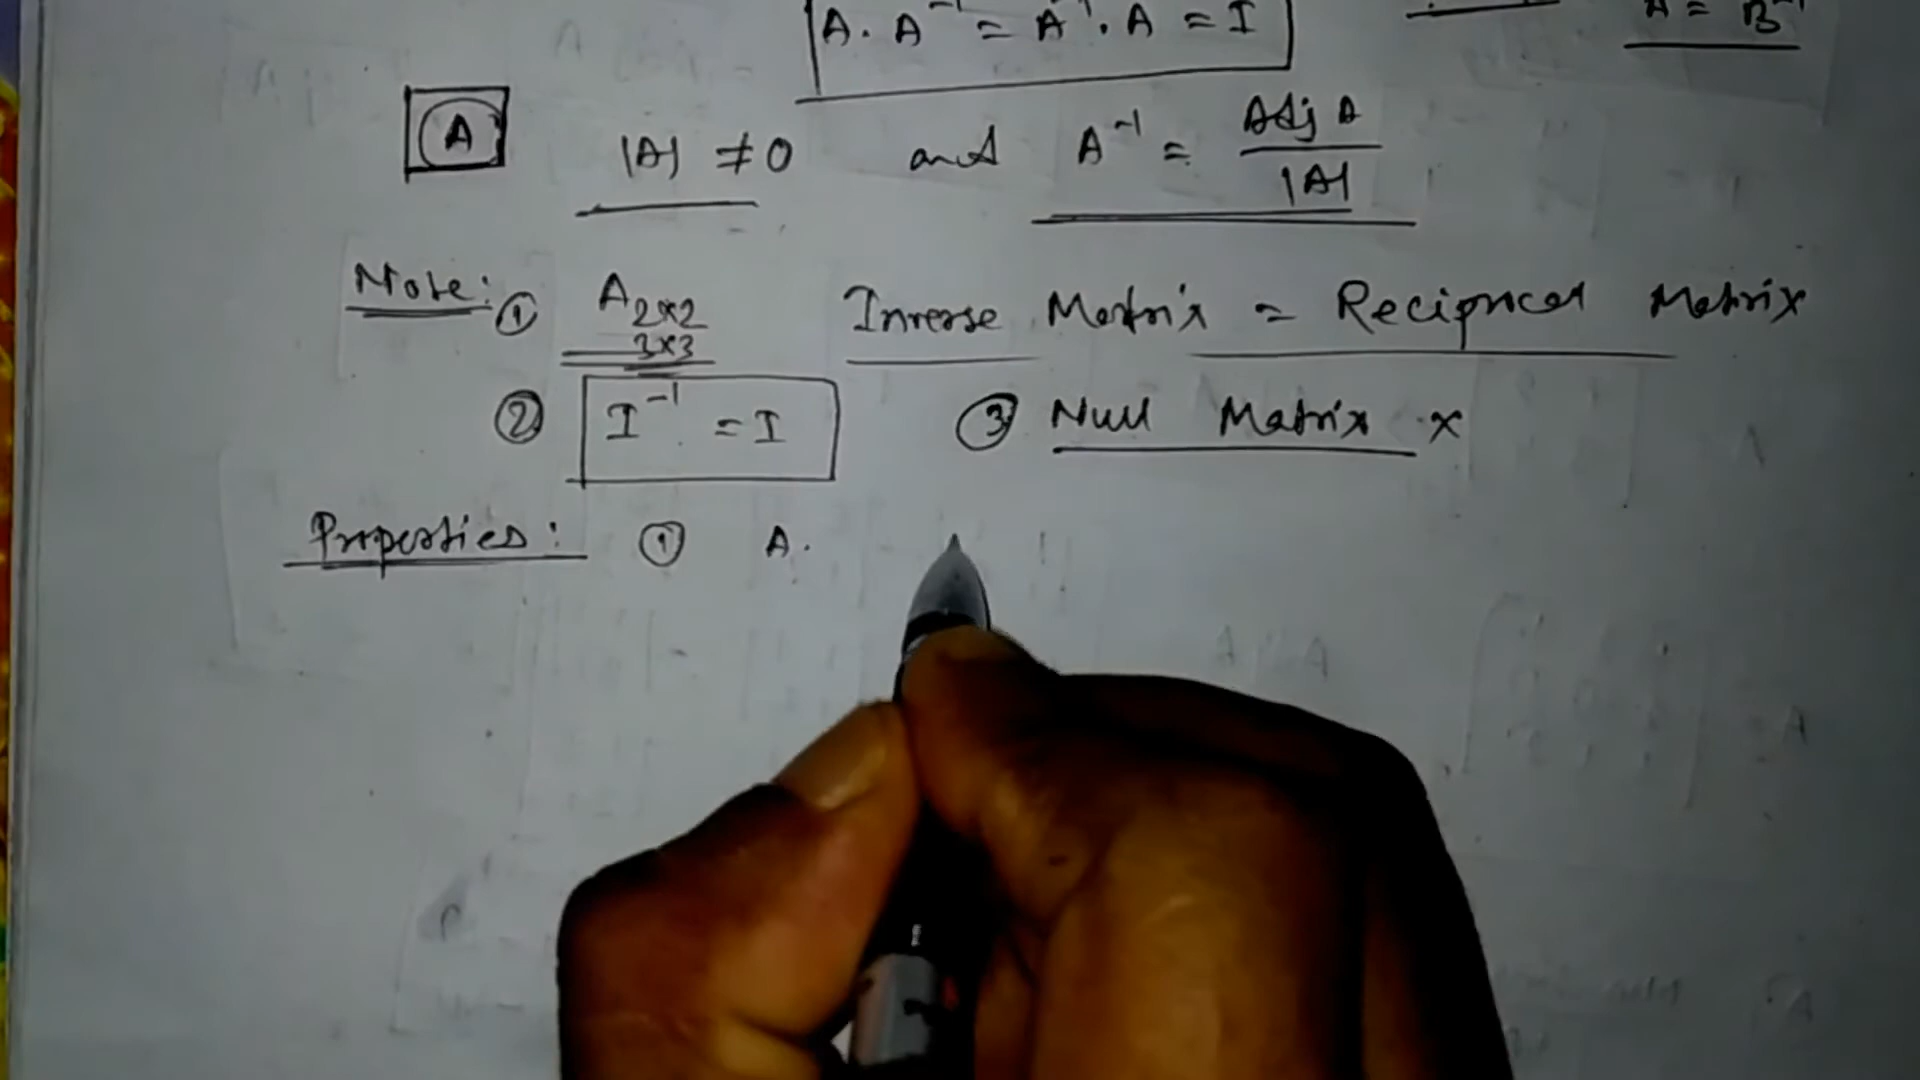 A . A⁻¹ = A⁻¹ . A = I
A = B⁻¹
A |A| ≠ 0 and A⁻¹ = Adj A / |A|
Note: ① A 2×2 3×3 Inverse Matrix = Reciprocal Matrix
② I⁻¹ = I ③ Null Matrix ×
Properties: ① A.